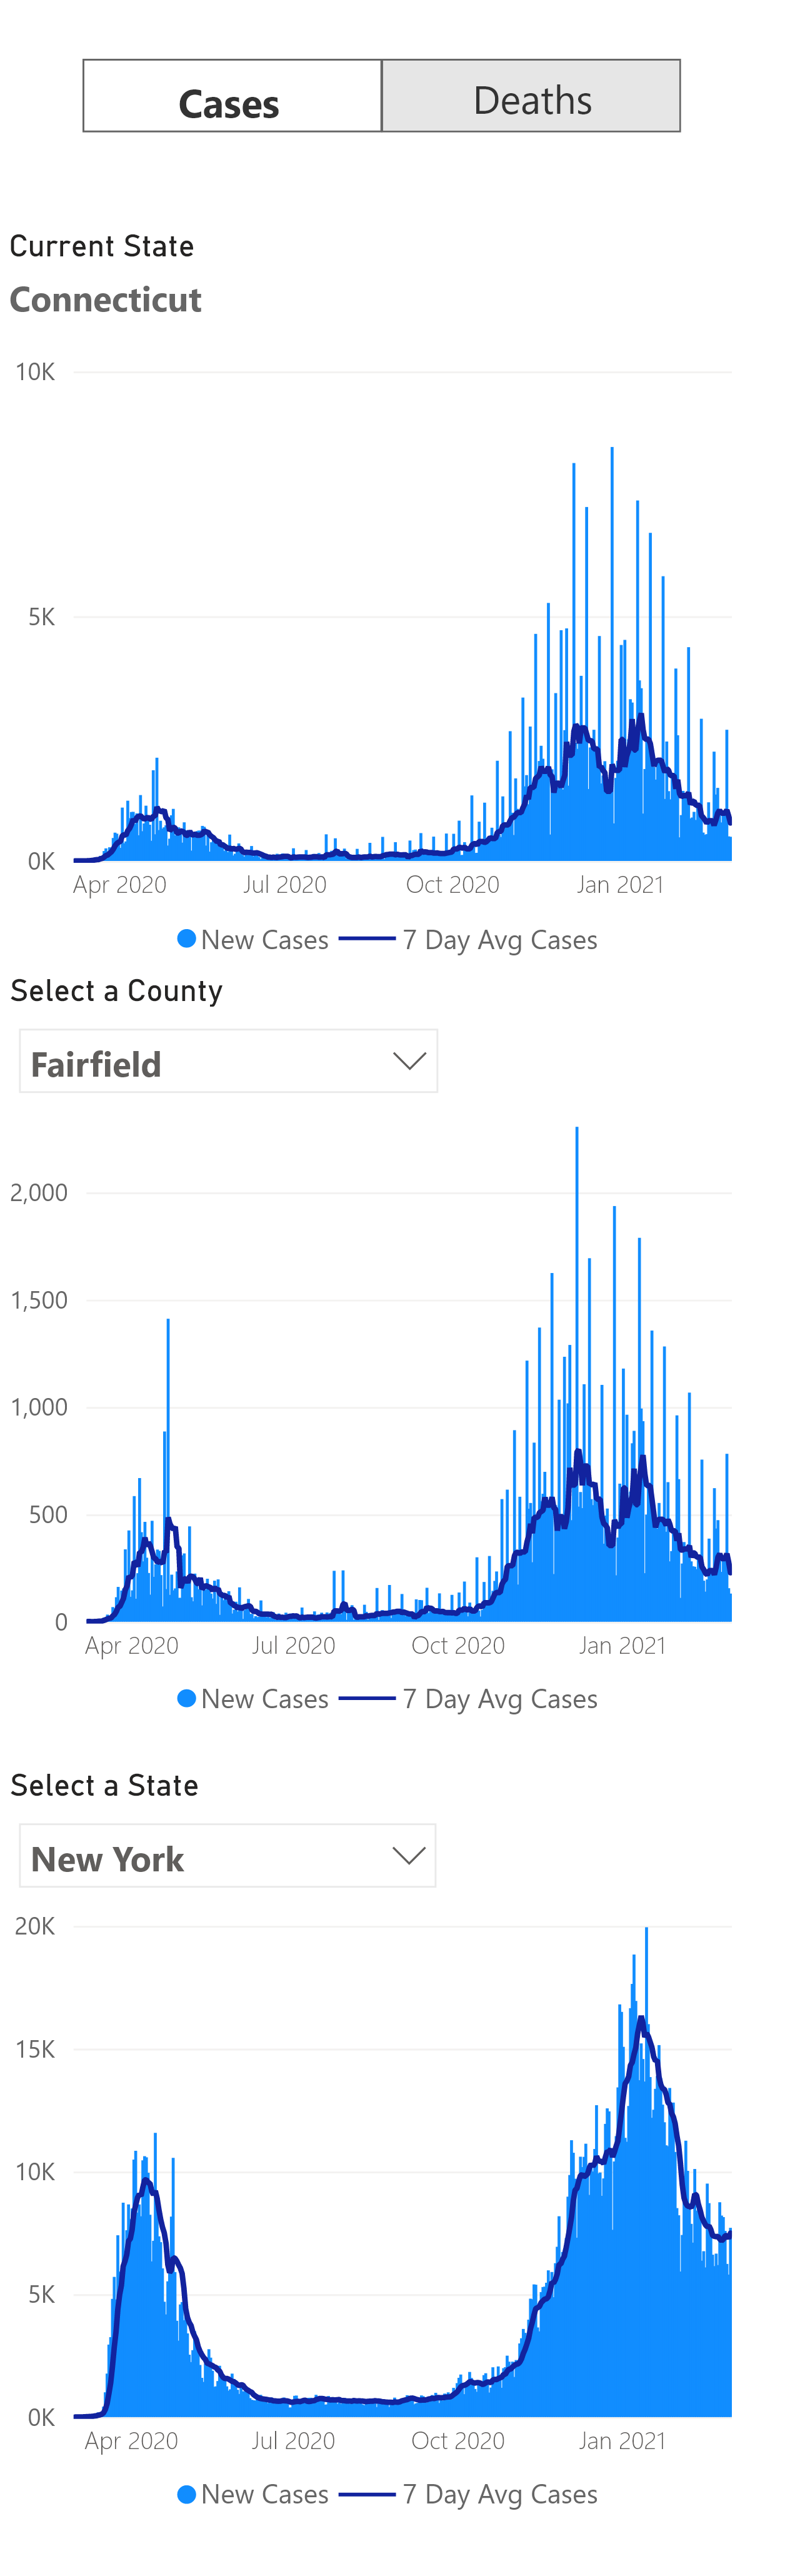 Cases Deaths
Current State
Connecticut
10K
5K
0K
Apr 2020 Jul 2020 Oct 2020 Jan 2021
New Cases 7 Day Avg Cases
Select a County
Fairfield
2,000
1,500
1,000
500
0
Apr 2020 Jul 2020 Oct 2020 Jan 2021
New Cases 7 Day Avg Cases
Select a State
New York
20K
15K
10K
5K
0K
Apr 2020 Jul 2020 Oct 2020 Jan 2021
New Cases 7 Day Avg Cases